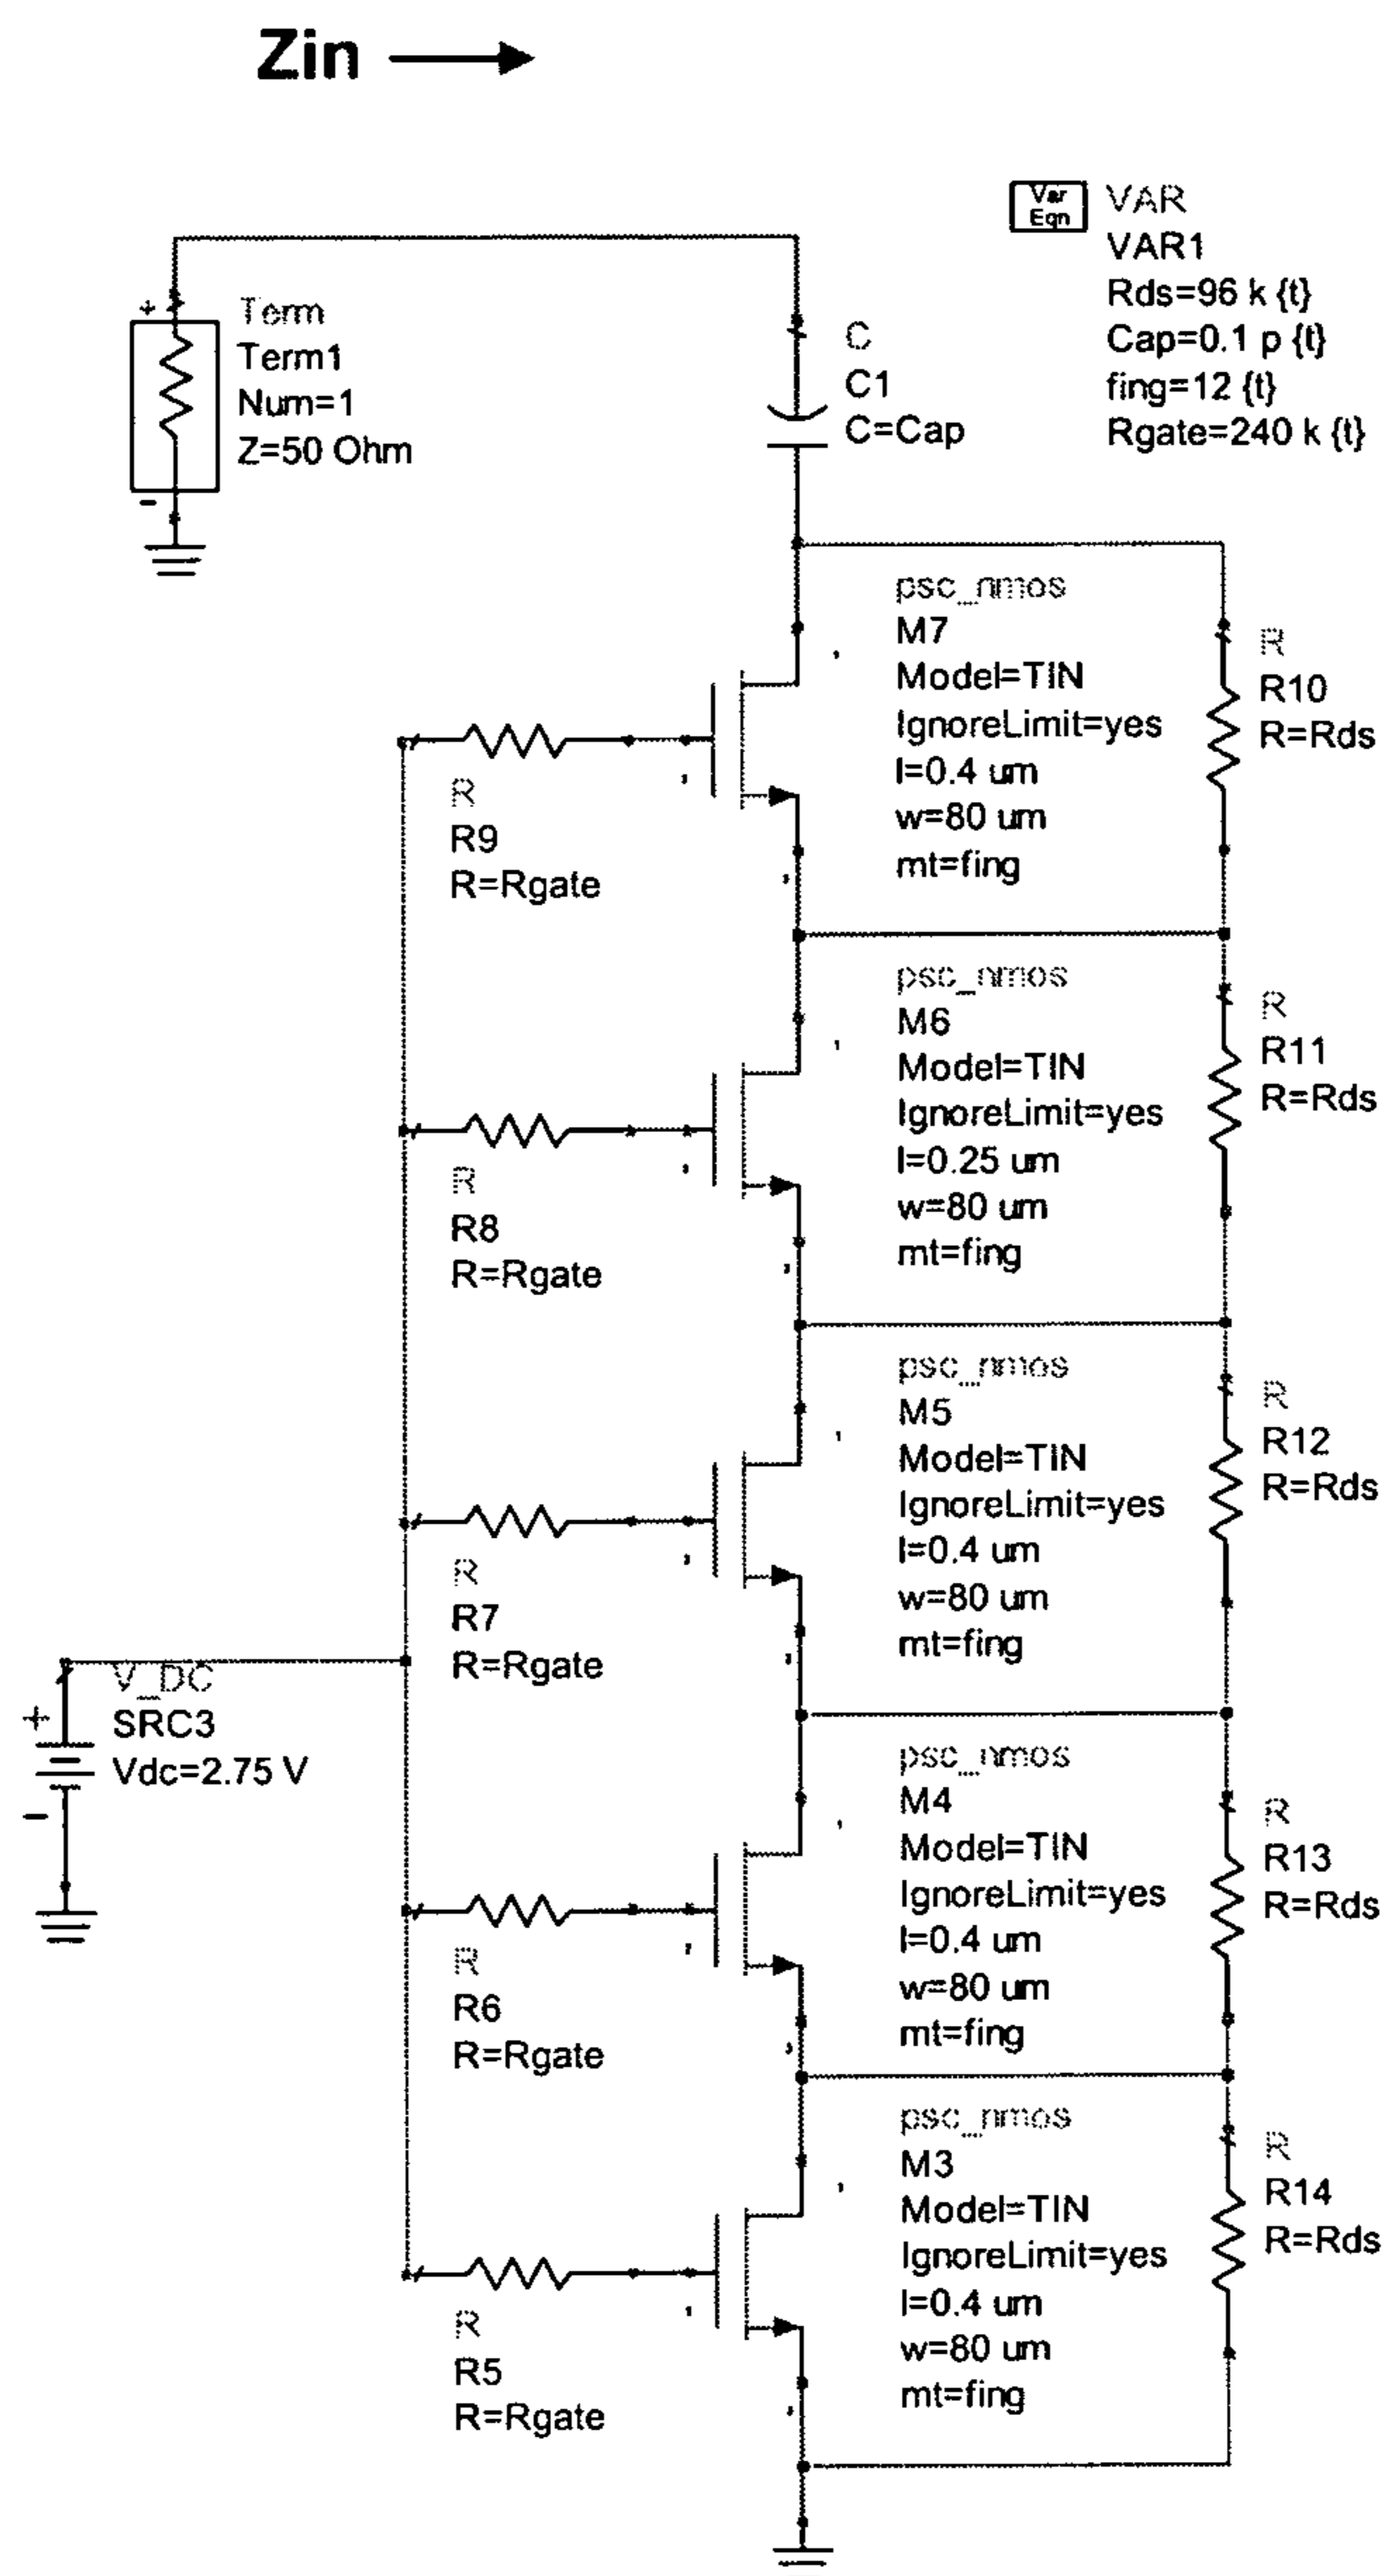 Zin
Var
Eqn
VAR
VAR1
Rds=96 k {t}
Cap=0.1 p {t}
fing=12 {t}
Rgate=240 k {t}
+
Term
Term1
Num=1
Z=50 Ohm
-
C
C1
C=Cap
psc_nmos
M7
Model=TIN
IgnoreLimit=yes
l=0.4 um
w=80 um
mt=fing
R
R10
R=Rds
R
R9
R=Rgate
psc_nmos
M6
Model=TIN
IgnoreLimit=yes
l=0.25 um
w=80 um
mt=fing
R
R11
R=Rds
R
R8
R=Rgate
psc_nmos
M5
Model=TIN
IgnoreLimit=yes
l=0.4 um
w=80 um
mt=fing
R
R12
R=Rds
R
R7
R=Rgate
V_DC
+
SRC3
Vdc=2.75 V
-
psc_nmos
M4
Model=TIN
IgnoreLimit=yes
l=0.4 um
w=80 um
mt=fing
R
R13
R=Rds
R
R6
R=Rgate
psc_nmos
M3
Model=TIN
IgnoreLimit=yes
l=0.4 um
w=80 um
mt=fing
R
R14
R=Rds
R
R5
R=Rgate